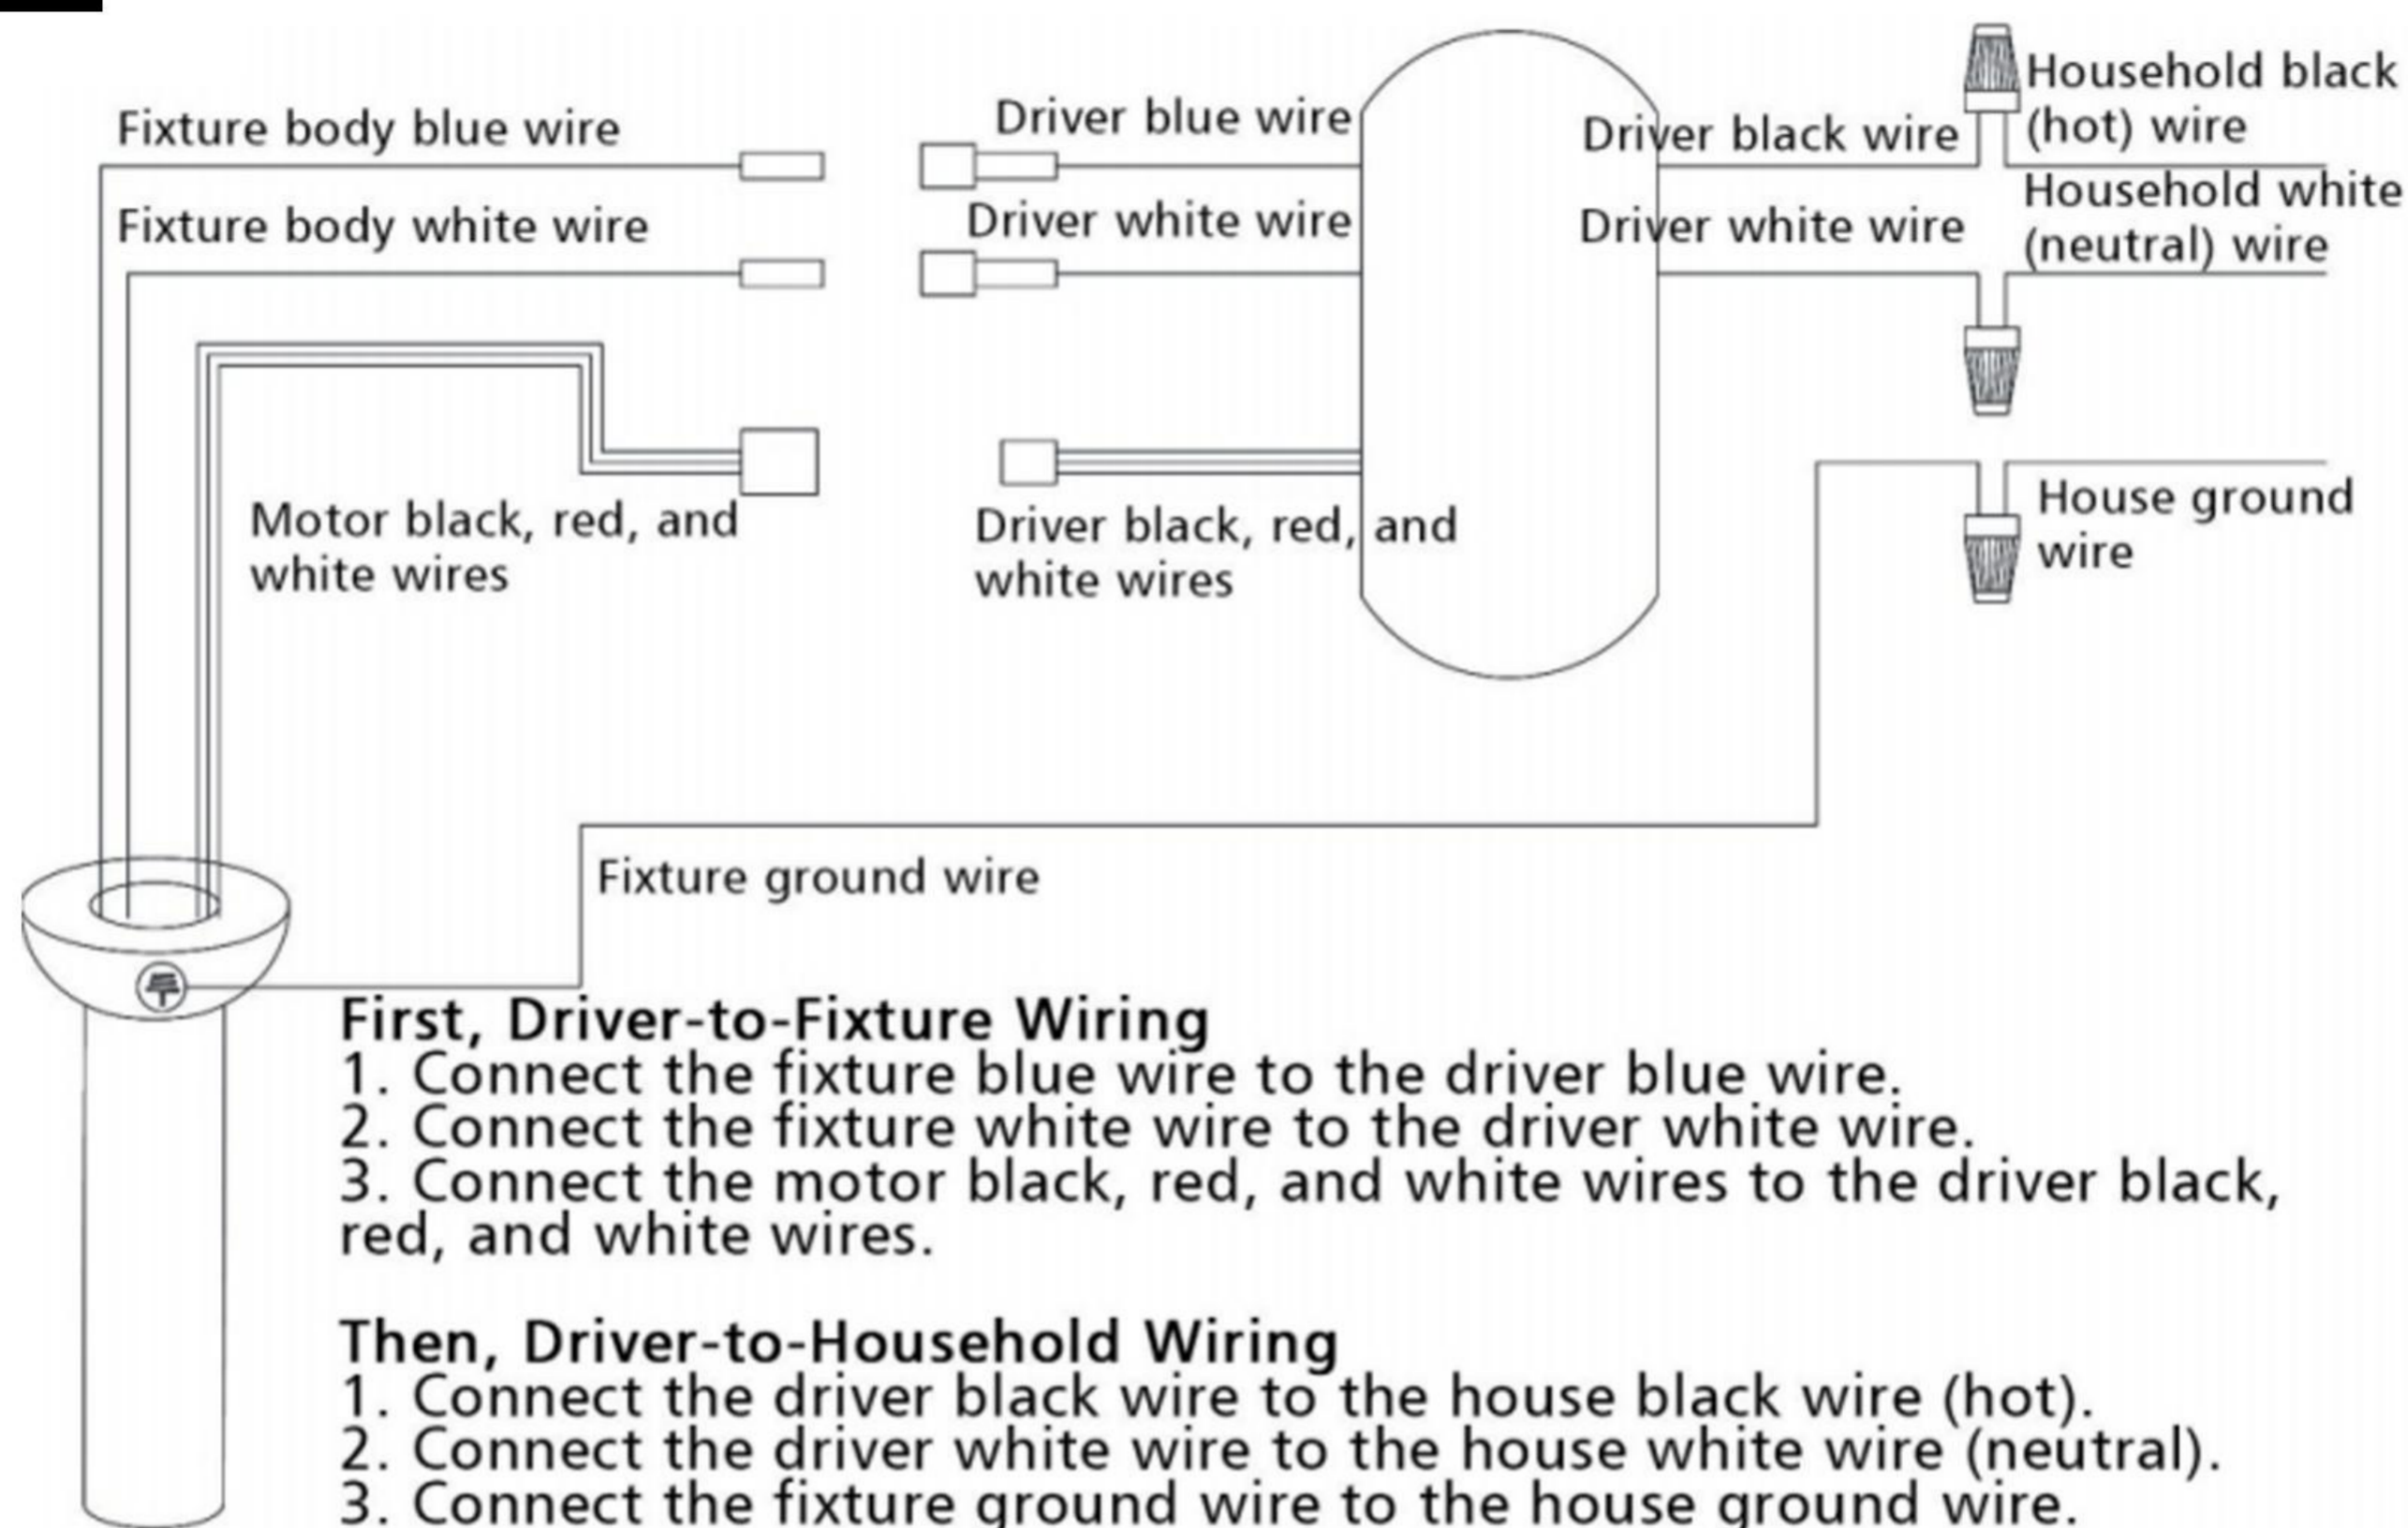 Fixture body blue wire
Driver blue wire
Driver black wire
Household black
(hot) wire
Fixture body white wire
Driver white wire
Driver white wire
Household white
(neutral) wire
Motor black, red, and
white wires
Driver black, red, and
white wires
House ground
wire
Fixture ground wire
First, Driver-to-Fixture Wiring
1. Connect the fixture blue wire to the driver blue wire.
2. Connect the fixture white wire to the driver white wire.
3. Connect the motor black, red, and white wires to the driver black,
red, and white wires.
Then, Driver-to-Household Wiring
1. Connect the driver black wire to the house black wire (hot).
2. Connect the driver white wire to the house white wire (neutral).
3. Connect the fixture ground wire to the house ground wire.